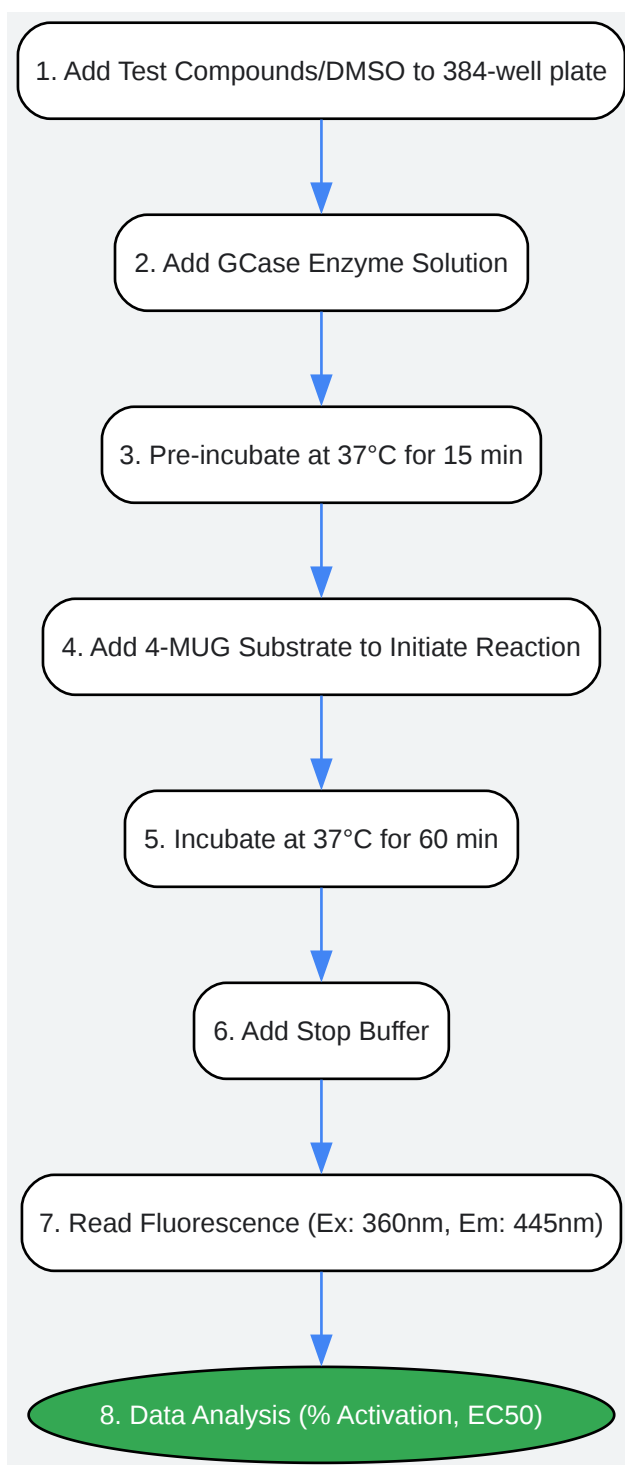 1. Add Test Compounds/DMSO to 384-well plate
2. Add GCase Enzyme Solution
3. Pre-incubate at 37°C for 15 min
4. Add 4-MUG Substrate to Initiate Reaction
5. Incubate at 37°C for 60 min
6. Add Stop Buffer
7. Read Fluorescence (Ex: 360nm, Em: 445nm)
8. Data Analysis (% Activation, EC50)